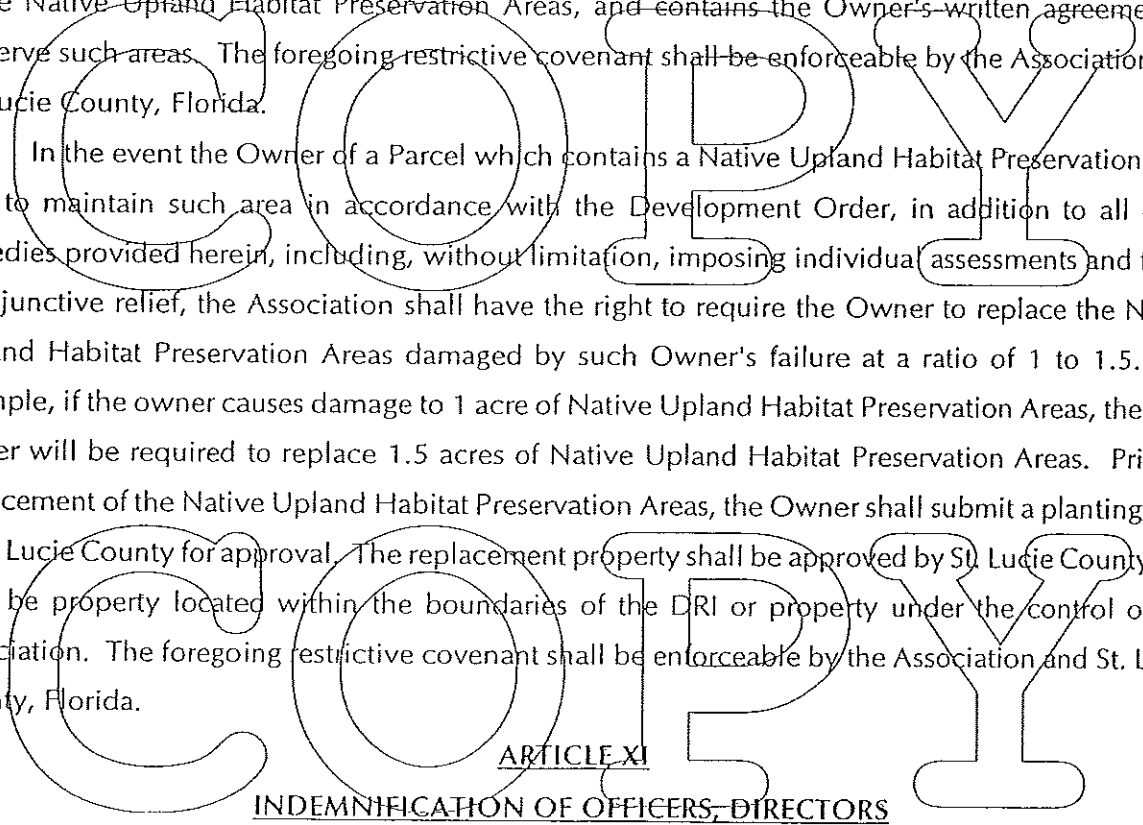 e Native Upland Habitat Preservation Areas, and contains the Owner's written agreeme
erve such areas. The foregoing restrictive covenant shall be enforceable by the Association
ucie County, Florida.
In the event the Owner of a Parcel which contains a Native Upland Habitat Preservation
to maintain such area in accordance with the Development Order, in addition to all
edies provided herein, including, without limitation, imposing individual assessments and
junctive relief, the Association shall have the right to require the Owner to replace the N
nd Habitat Preservation Areas damaged by such Owner's failure at a ratio of 1 to 1.5.
nple, if the owner causes damage to 1 acre of Native Upland Habitat Preservation Areas, the
er will be required to replace 1.5 acres of Native Upland Habitat Preservation Areas. Pri
cement of the Native Upland Habitat Preservation Areas, the Owner shall submit a planting
Lucie County for approval. The replacement property shall be approved by St. Lucie County
be property located within the boundaries of the DRI or property under the control o
ciation. The foregoing restrictive covenant shall be enforceable by the Association and St. L
ty, Florida.
ARTICLE XI
INDEMNIFICATION OF OFFICERS, DIRECTORS
COPY
COPY